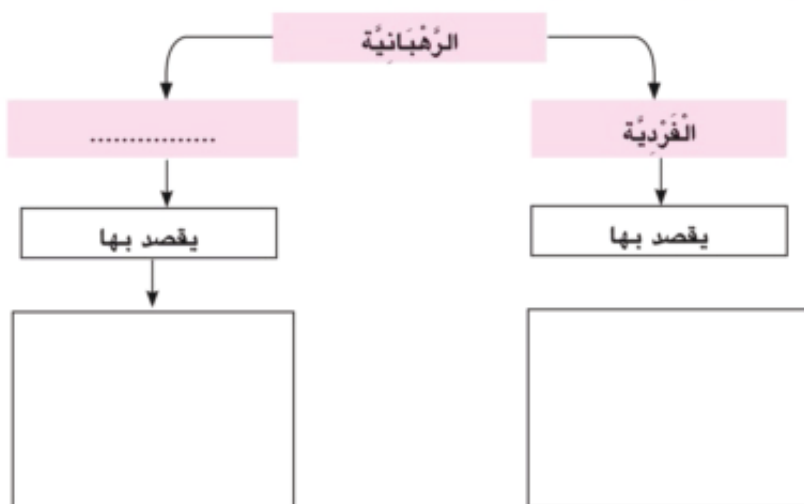 الرَّهْبَانِيَّة
الْفَرْدِيَّة
................
يقصد بها
يقصد بها